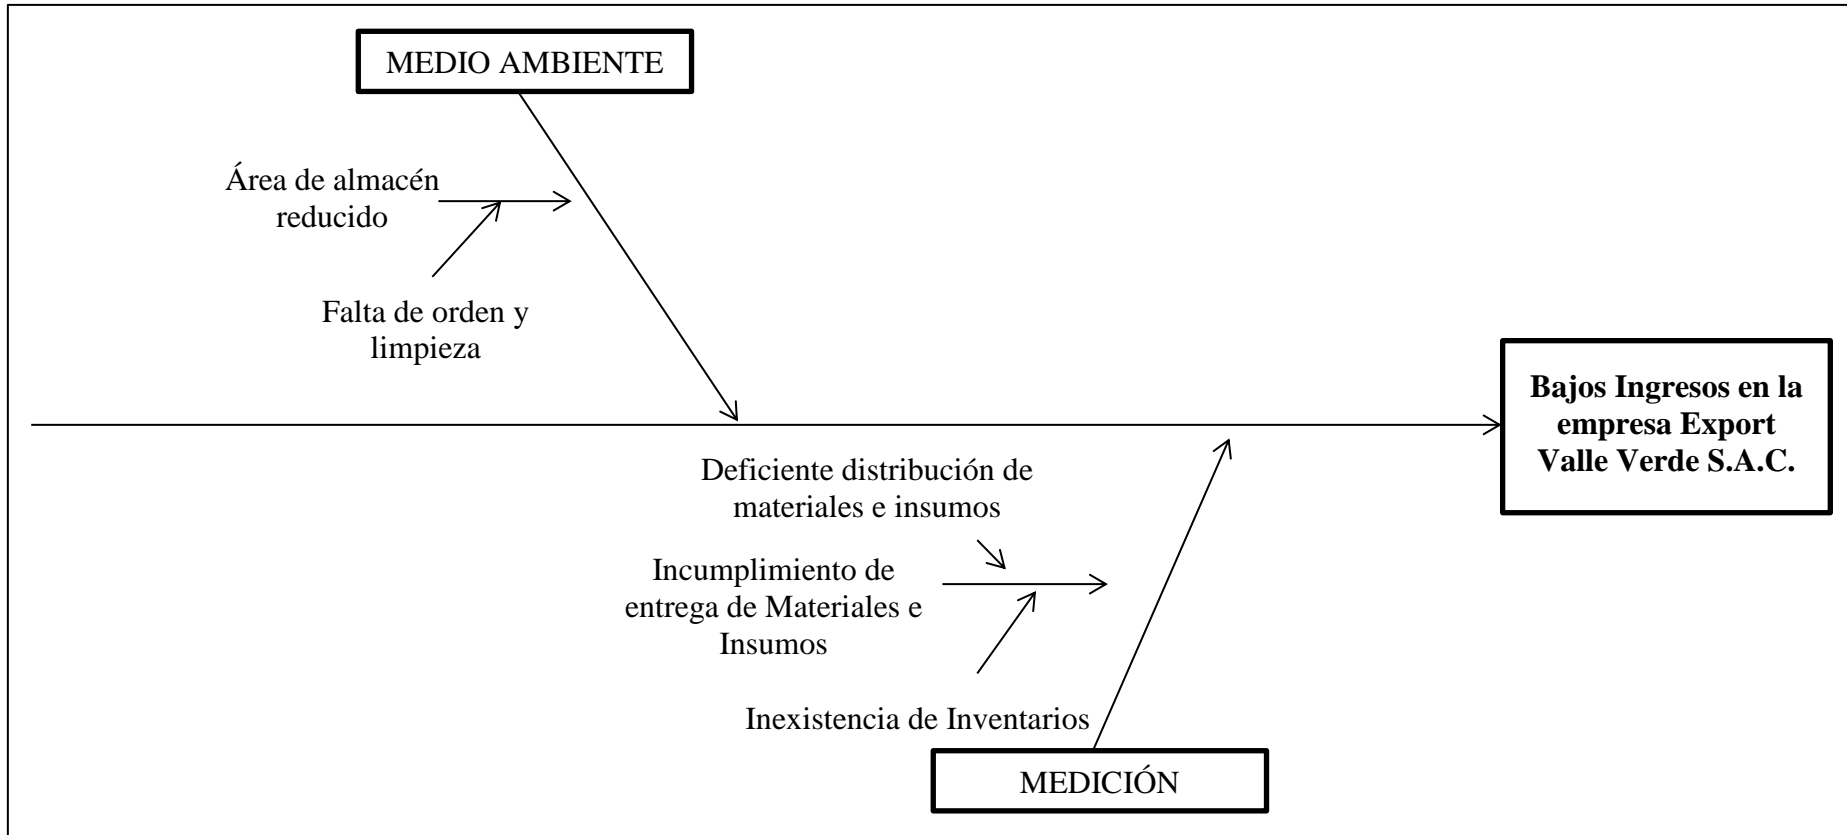 MEDIO AMBIENTE
Área de almacén
reducido
Falta de orden y
limpieza
Bajos Ingresos en la
empresa Export
Valle Verde S.A.C.
Deficiente distribución de
materiales e insumos
Incumplimiento de
entrega de Materiales e
Insumos
Inexistencia de Inventarios
MEDICIÓN